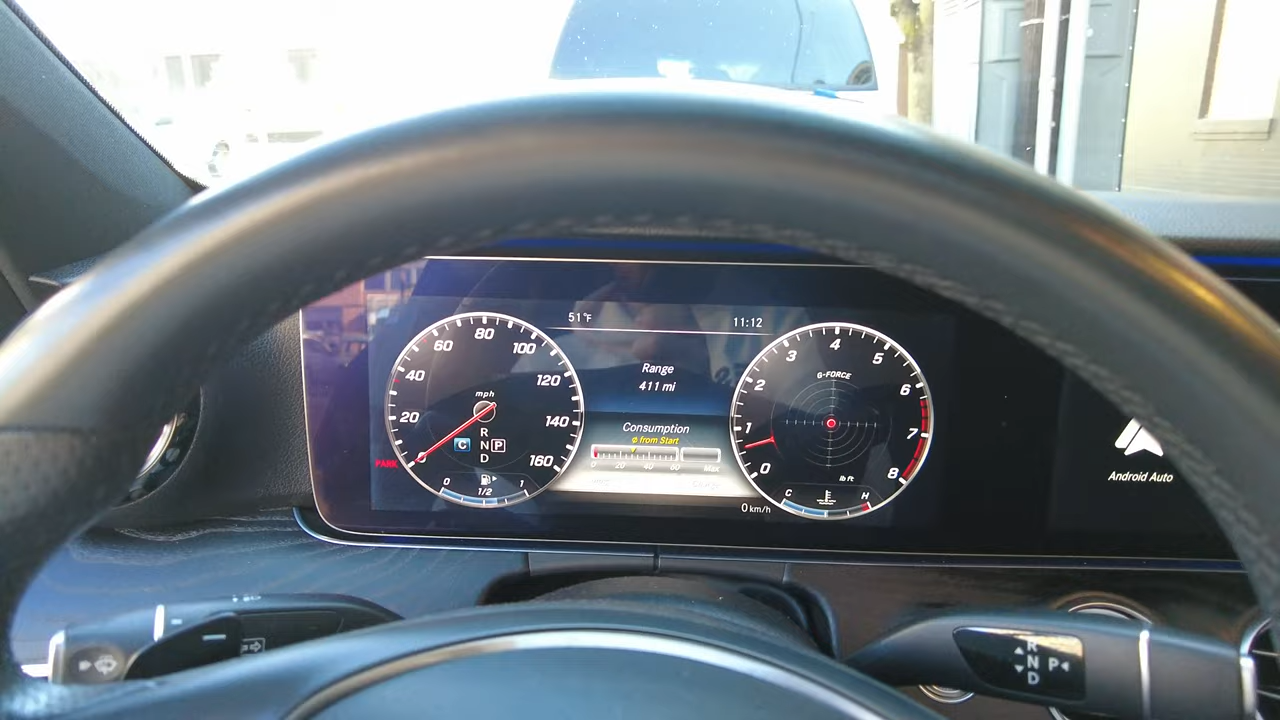 51°F
11:12
Range
411 mi
Consumption
ø from Start
0 20 40 60 Max
20
40
60
80
100
120
140
160
mph
R
N
D
C
P
PARK
0 1/2 1
0
1
2
3
4
5
6
7
8
G-FORCE
lb ft
C E H
0 km/h
Android Auto
R
N P
D